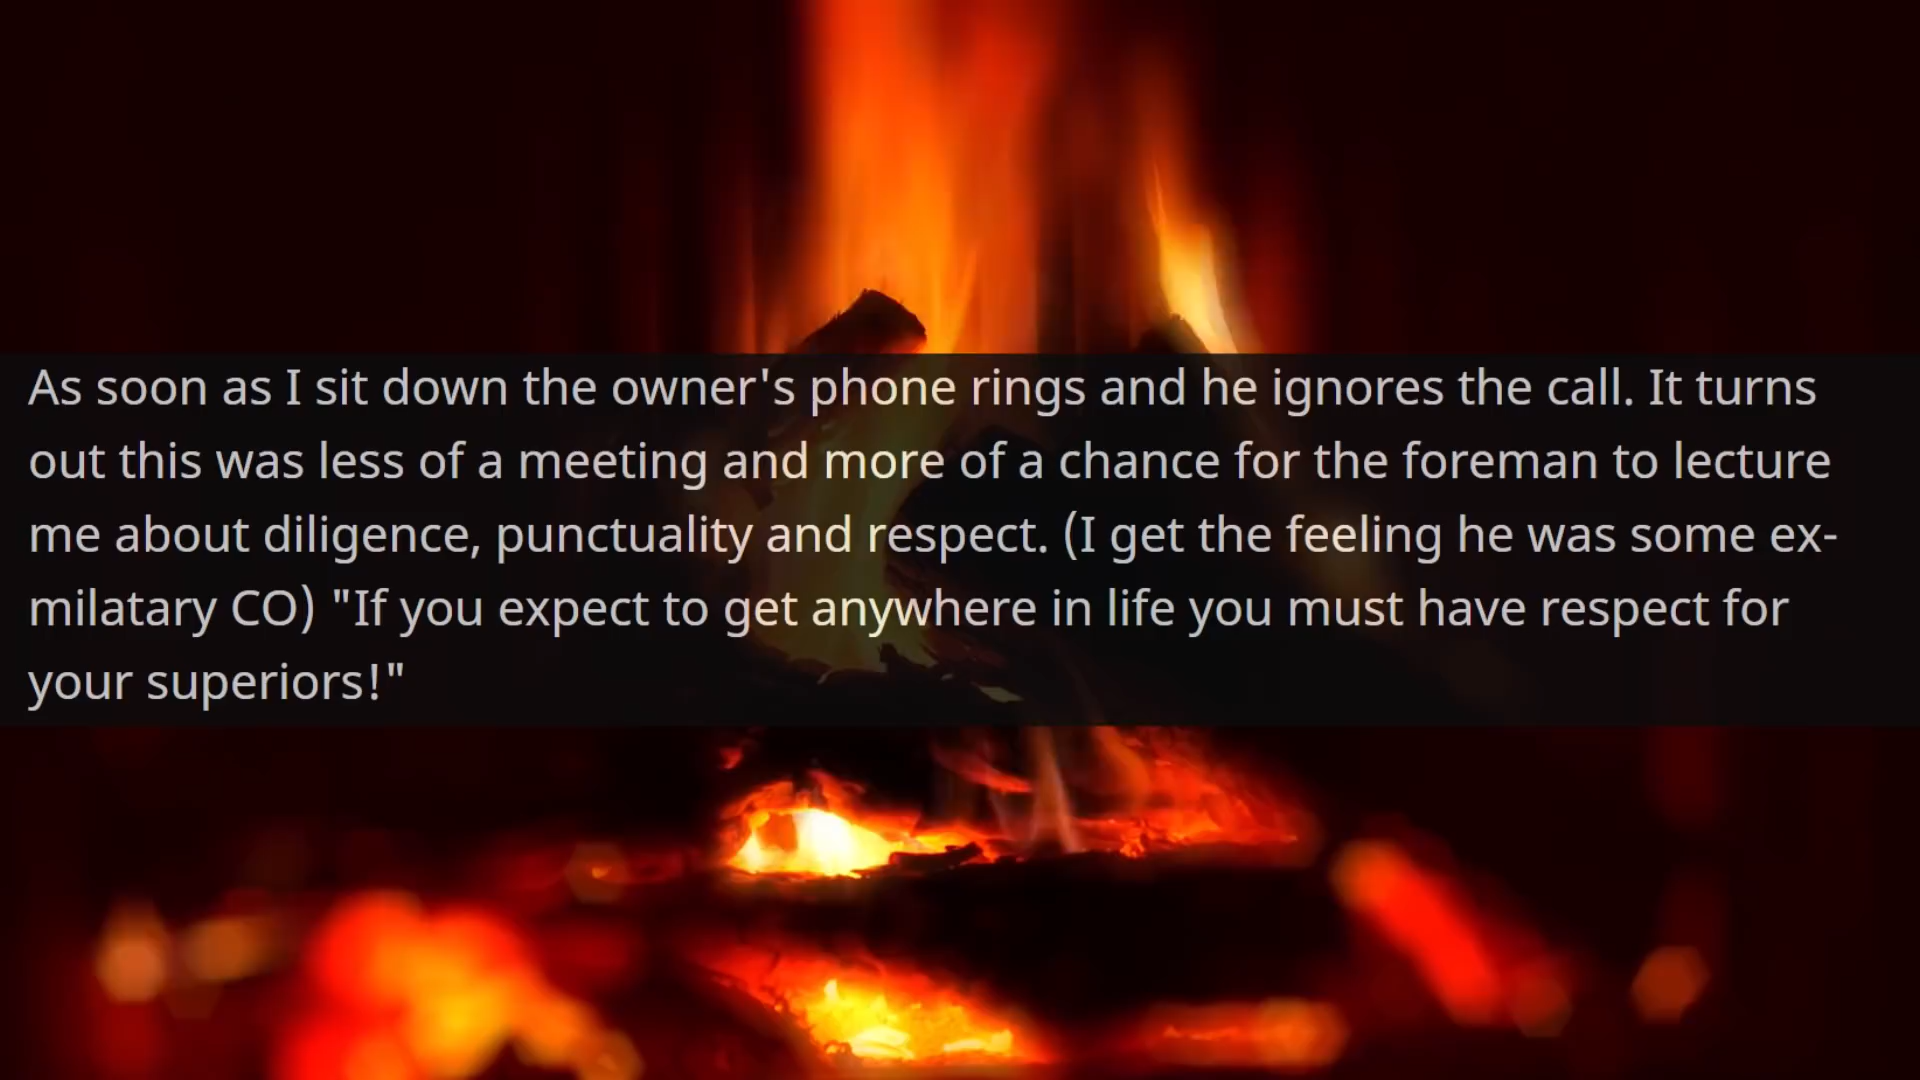 As soon as I sit down the owner's phone rings and he ignores the call. It turns
out this was less of a meeting and more of a chance for the foreman to lecture
me about diligence, punctuality and respect. (I get the feeling he was some ex-
milatary CO) "If you expect to get anywhere in life you must have respect for
your superiors!"